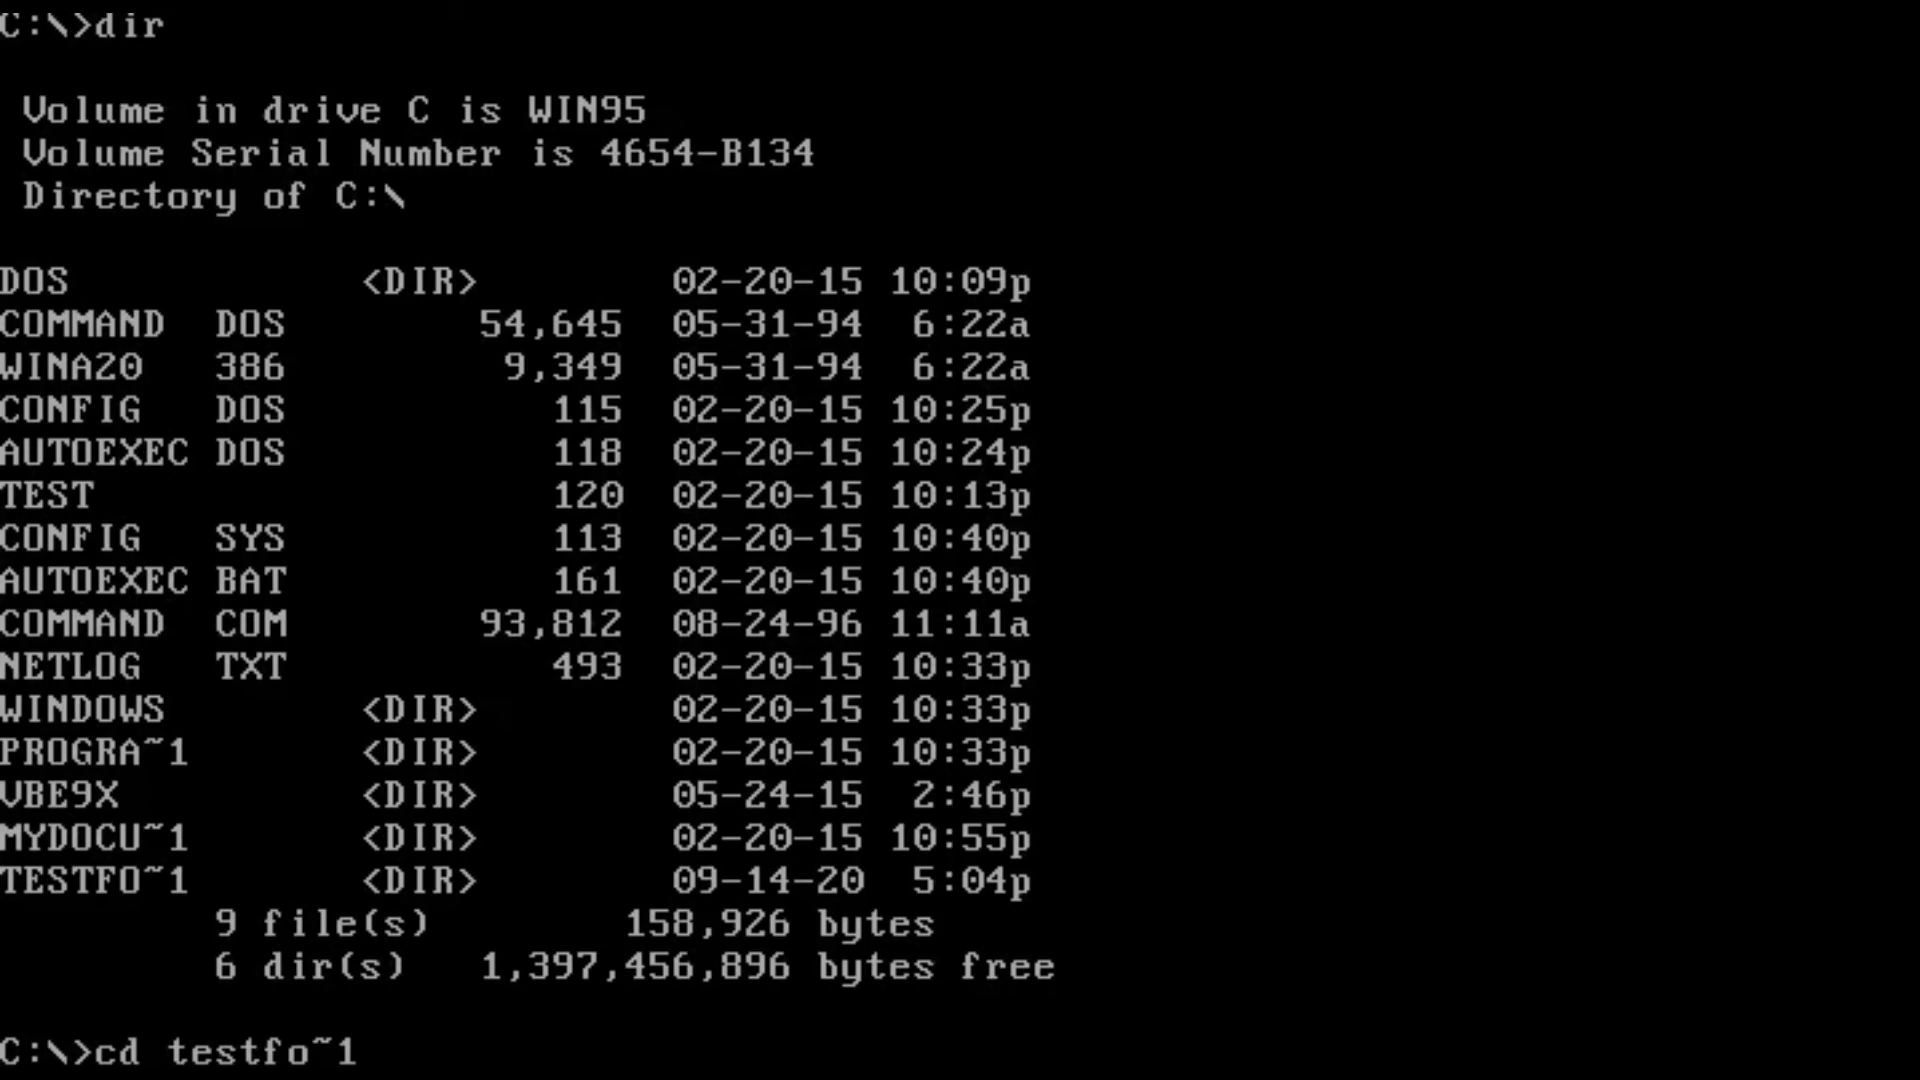 C:\>dir

 Volume in drive C is WIN95
 Volume Serial Number is 4654-B134
 Directory of C:\

DOS            <DIR>        02-20-15 10:09p
COMMAND  DOS        54,645  05-31-94  6:22a
WINA20   386         9,349  05-31-94  6:22a
CONFIG   DOS           115  02-20-15 10:25p
AUTOEXEC DOS           118  02-20-15 10:24p
TEST                   120  02-20-15 10:13p
CONFIG   SYS           113  02-20-15 10:40p
AUTOEXEC BAT           161  02-20-15 10:40p
COMMAND  COM        93,812  08-24-96 11:11a
NETLOG   TXT           493  02-20-15 10:33p
WINDOWS        <DIR>        02-20-15 10:33p
PROGRA~1       <DIR>        02-20-15 10:33p
VBE9X          <DIR>        05-24-15  2:46p
MYDOCU~1       <DIR>        02-20-15 10:55p
TESTFO~1       <DIR>        09-14-20  5:04p
         9 file(s)        158,926 bytes
         6 dir(s)   1,397,456,896 bytes free

C:\>cd testfo~1